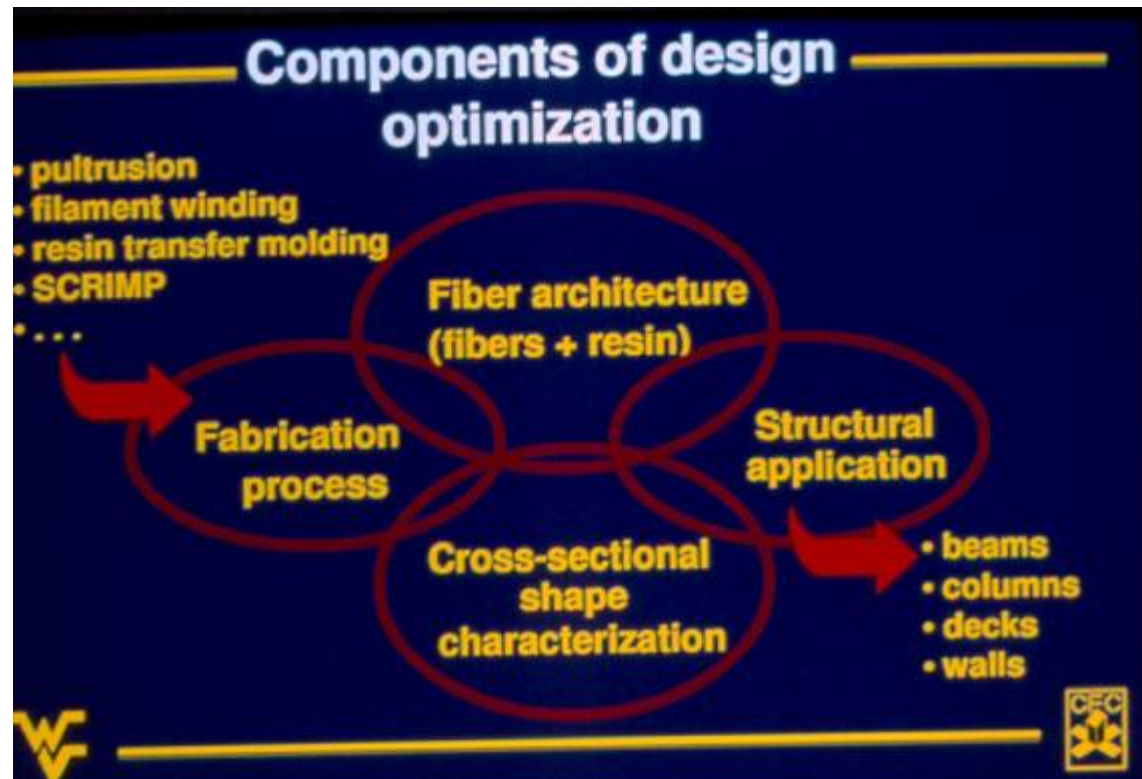 Components of design
optimization
• pultrusion
• filament winding
• resin transfer molding
• SCRIMP
• . . .
Fiber architecture
(fibers + resin)
Fabrication
process
Structural
application
Cross-sectional
shape
characterization
• beams
• columns
• decks
• walls
WV
CFC